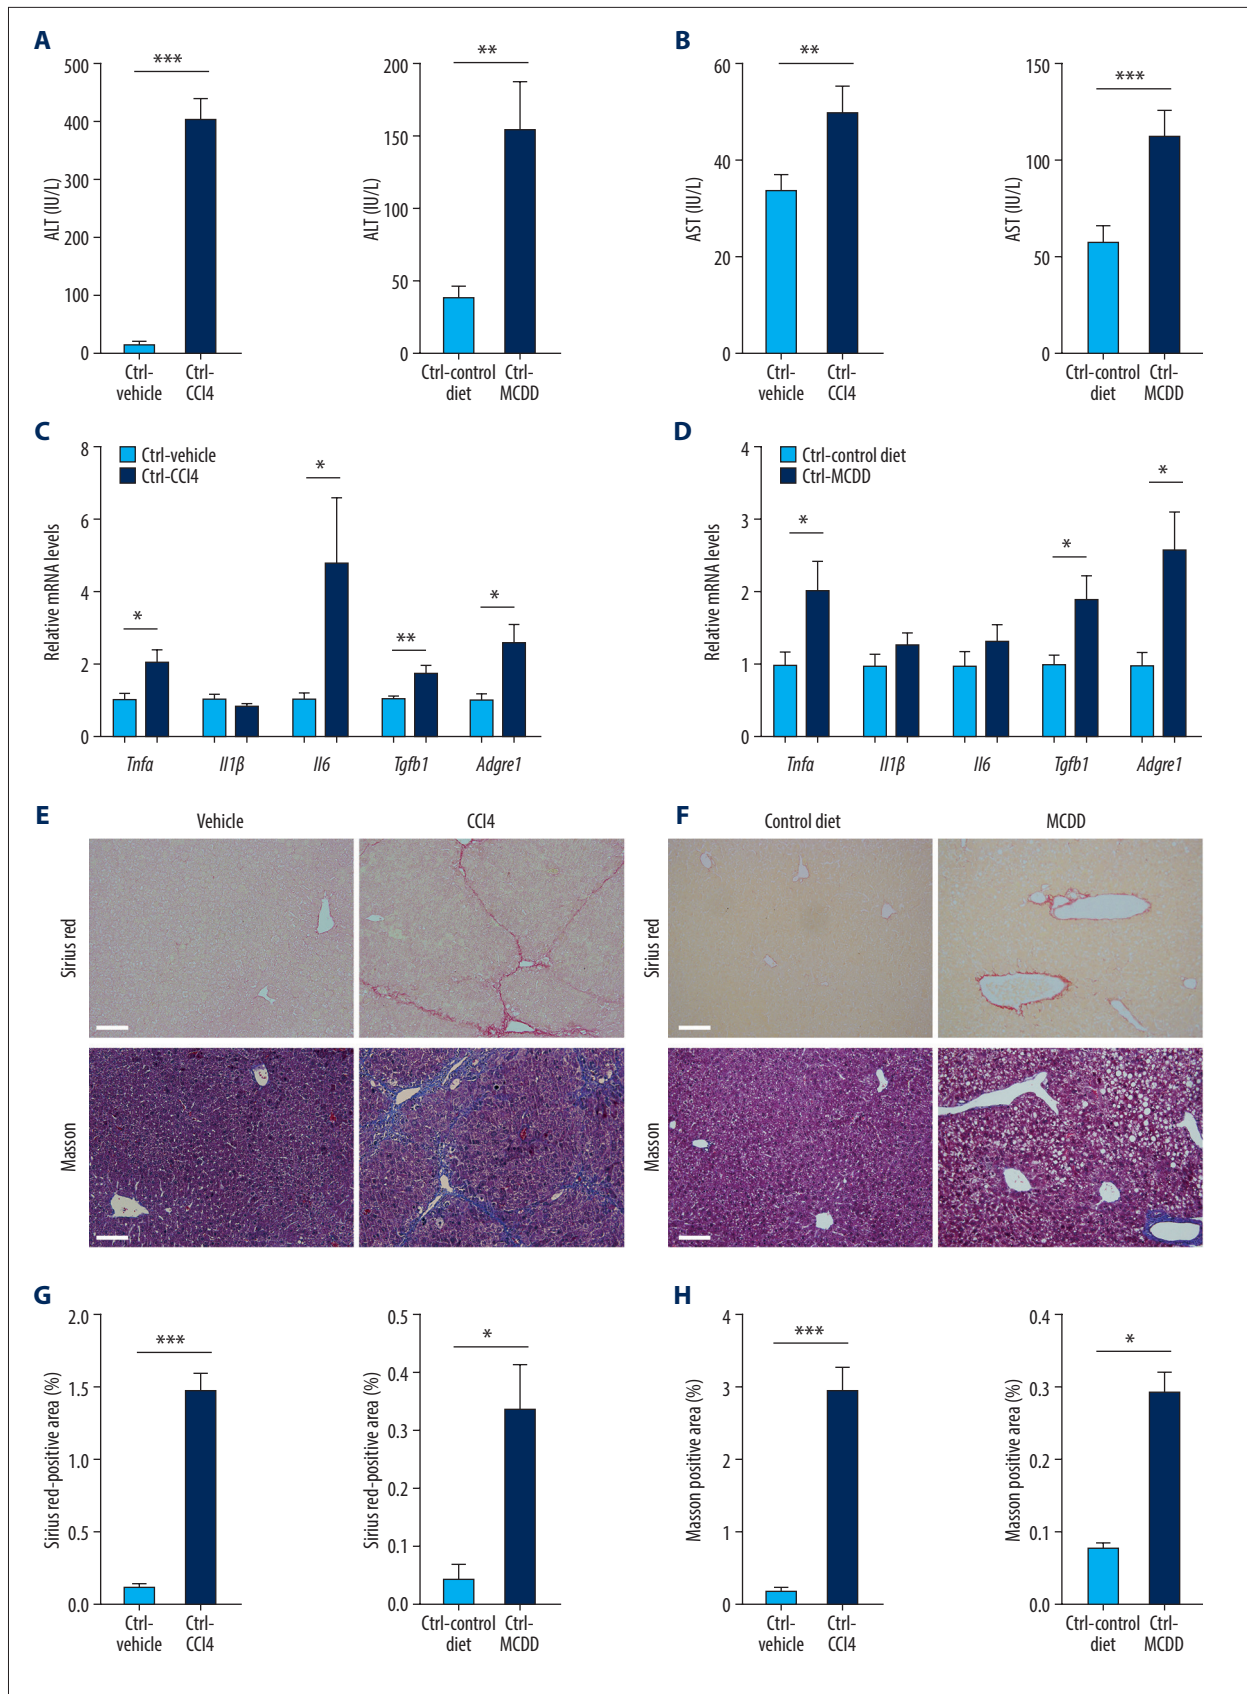 A
ALT (IU/L)
500
400
300
200
100
0
***
Ctrl-
vehicle
Ctrl-
CCI4
ALT (IU/L)
200
150
100
50
0
**
Ctrl-control
diet
Ctrl-
MCDD
B
AST (IU/L)
60
40
20
0
**
Ctrl-
vehicle
Ctrl-
CCI4
AST (IU/L)
150
100
50
0
***
Ctrl-control
diet
Ctrl-
MCDD
C
Relative mRNA levels
8
6
4
2
0
Ctrl-vehicle
Ctrl-CCI4
*
*
**
*
Tnfa
Il1β
Il6
Tgfb1
Adgre1
D
Relative mRNA levels
4
3
2
1
0
Ctrl-control diet
Ctrl-MCDD
*
*
*
Tnfa
Il1β
Il6
Tgfb1
Adgre1
E
Vehicle
CCI4
Sirius red
Masson
F
Control diet
MCDD
Sirius red
Masson
G
Sirius red-positive area (%)
2.0
1.5
1.0
0.5
0.0
***
Ctrl-
vehicle
Ctrl-
CCI4
Sirius red-positive area (%)
0.5
0.4
0.3
0.2
0.1
0.0
*
Ctrl-control
diet
Ctrl-
MCDD
H
Masson positive area (%)
4
3
2
1
0
***
Ctrl-
vehicle
Ctrl-
CCI4
Masson positive area (%)
0.4
0.3
0.2
0.1
0.0
*
Ctrl-control
diet
Ctrl-
MCDD